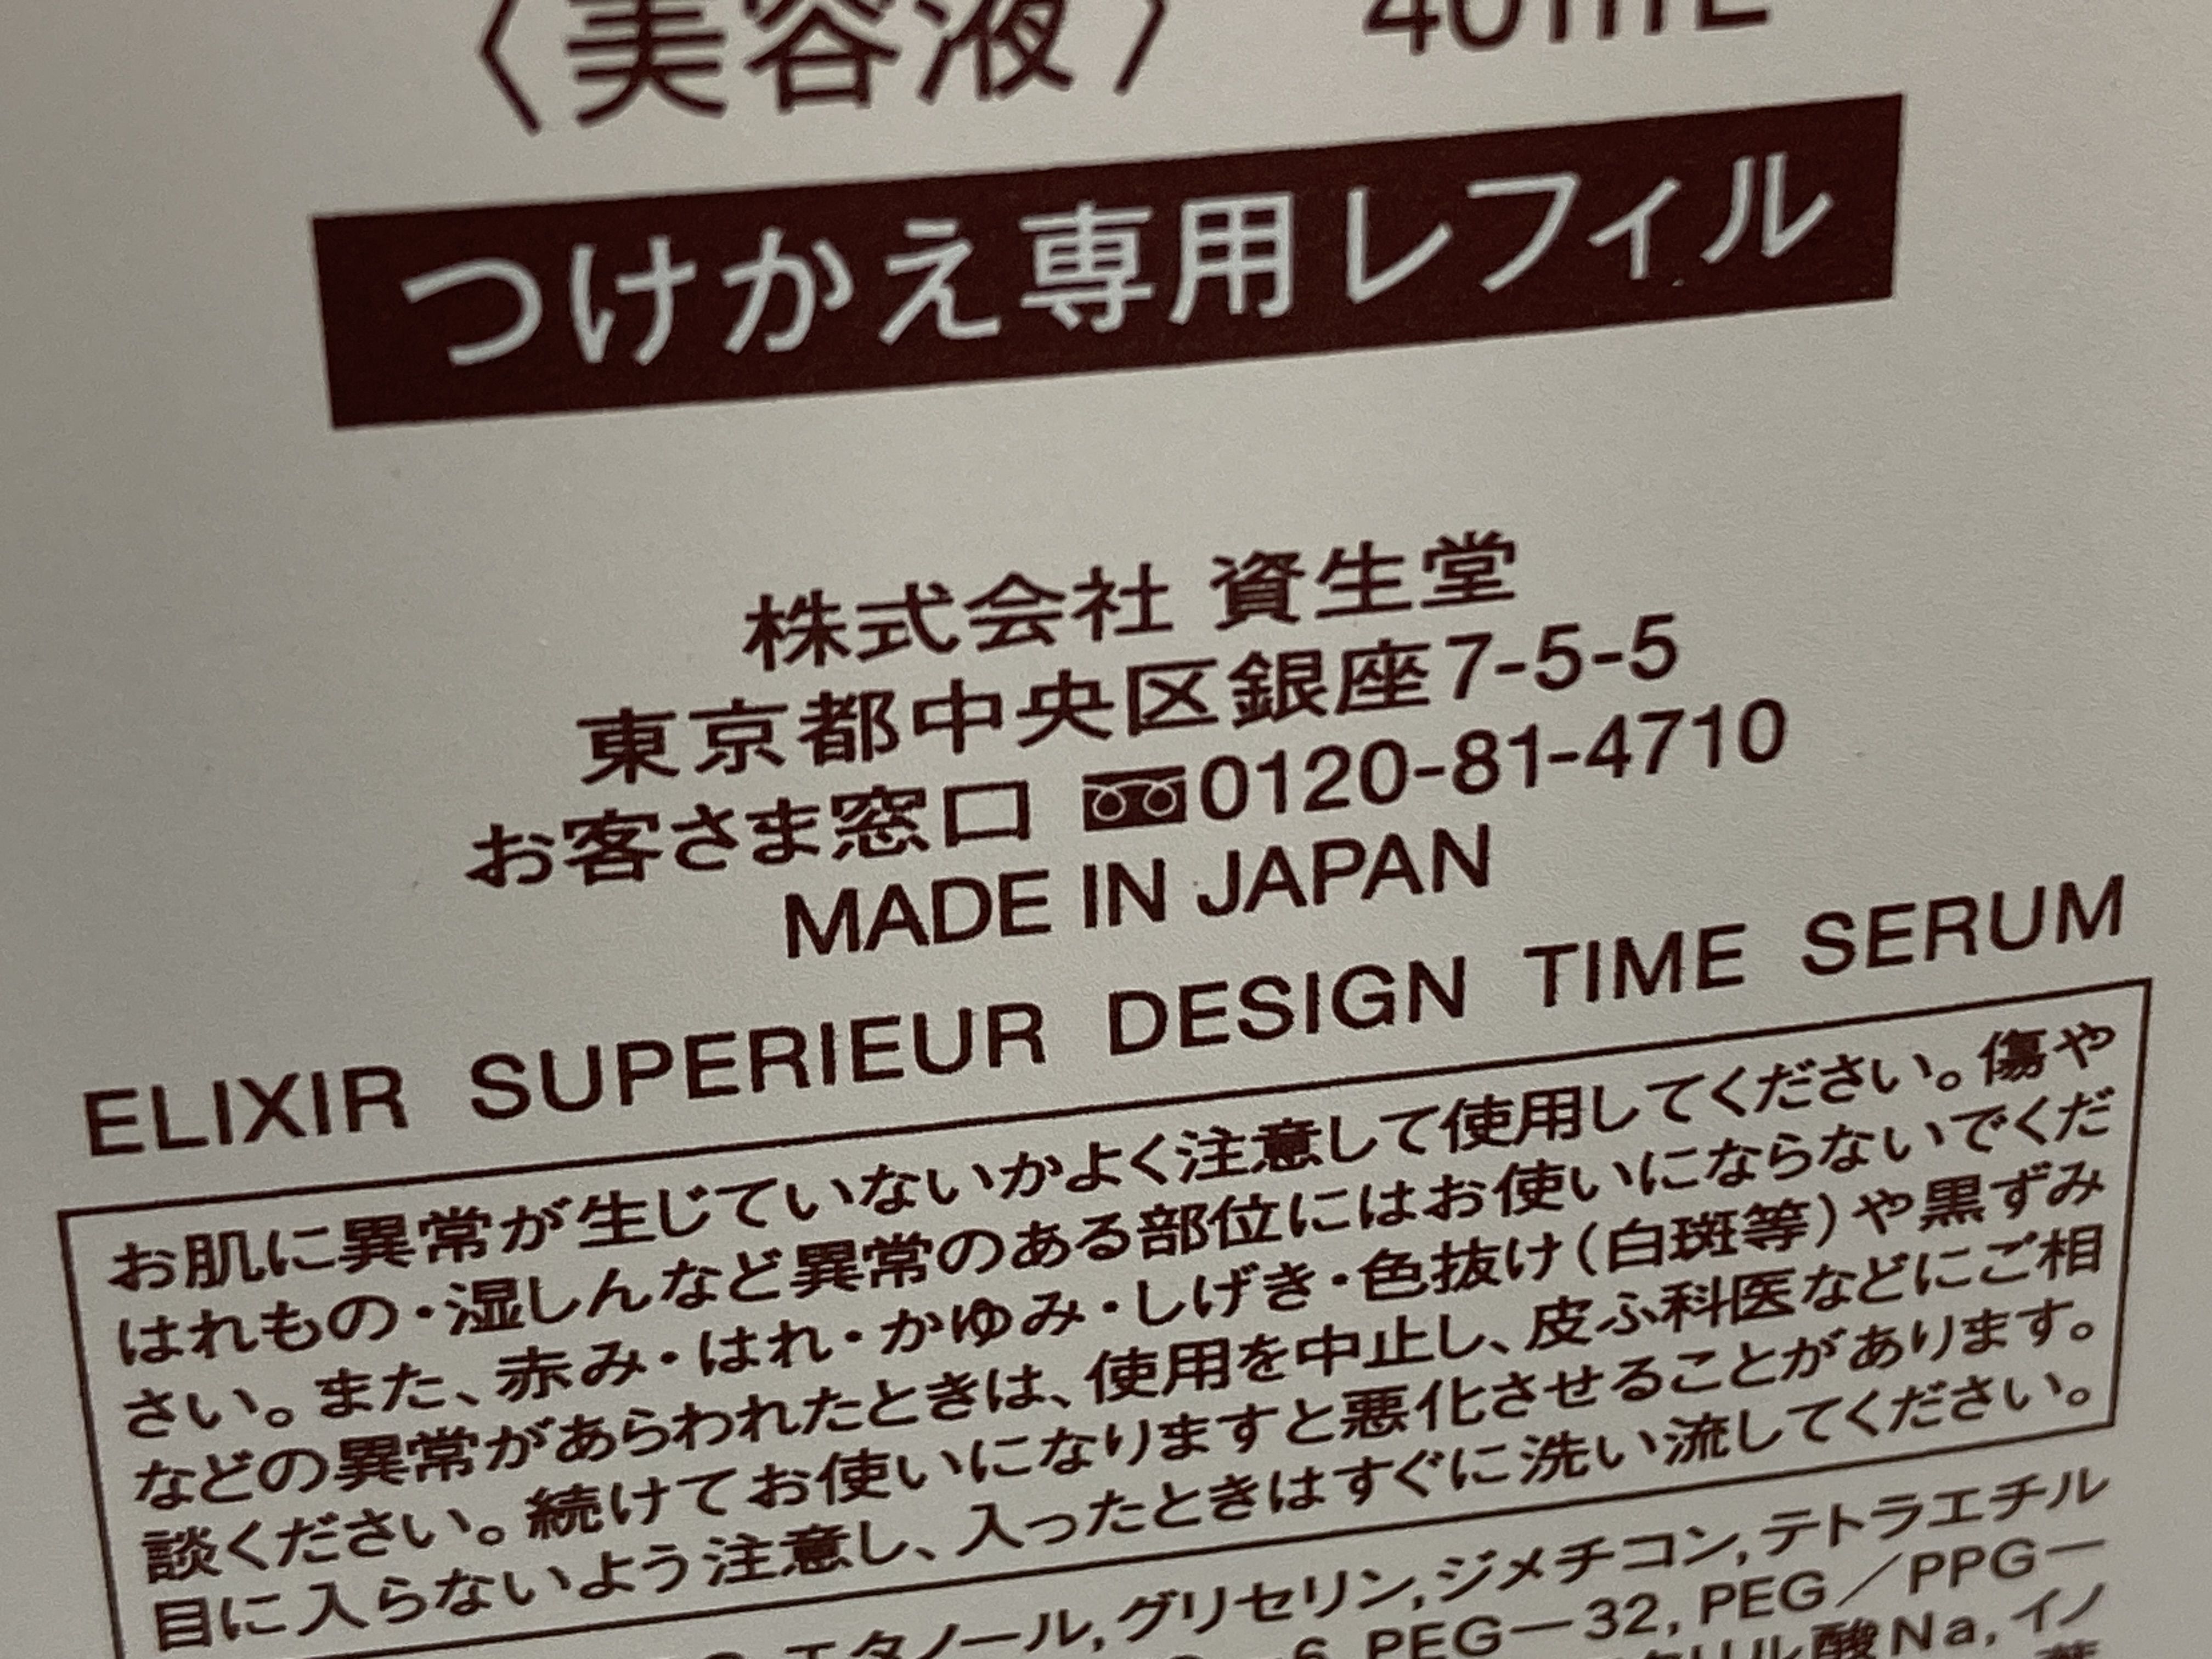 〈美容液〉 40mL
つけかえ専用レフィル
株式会社 資生堂
東京都中央区銀座7-5-5
お客さま窓口 0120-81-4710
MADE IN JAPAN
ELIXIR SUPERIEUR DESIGN TIME SERUM
お肌に異常が生じていないかよく注意して使用してください。傷や
はれもの・湿しんなど異常のある部位にはお使いにならないでくだ
さい。また、赤み・はれ・かゆみ・しげき・色抜け(白斑等)や黒ずみ
などの異常があらわれたときは、使用を中止し、皮ふ科医などにご相
談ください。続けてお使いになりますと悪化させることがあります。
目に入らないよう注意し、入ったときはすぐに洗い流してください。
エタノール,グリセリン,ジメチコン,テトラエチル
PEG-32,PEG/PPG-
酸Na,イノ